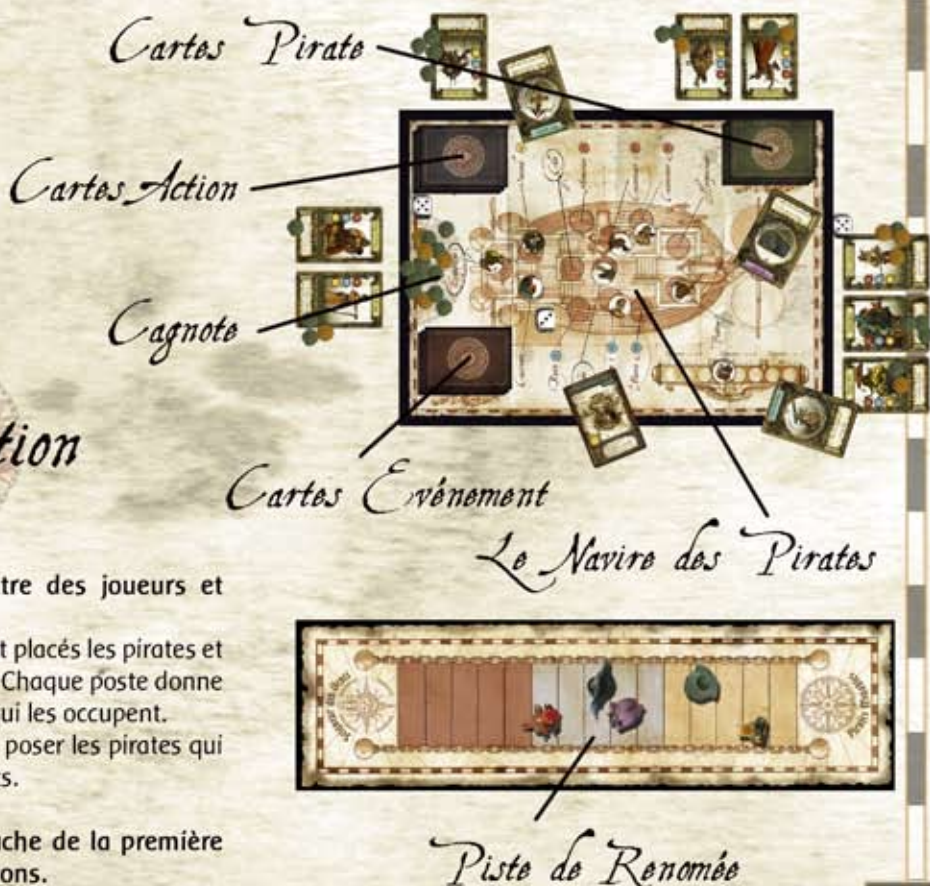 Cartes Pirate
Cartes Action
Cagnote
tion
Cartes Evénement
Le Navire des Pirates
tre des joueurs et
t placés les pirates et
Chaque poste donne
ui les occupent.
poser les pirates qui
s.
che de la première
ons.
Piste de Renomée